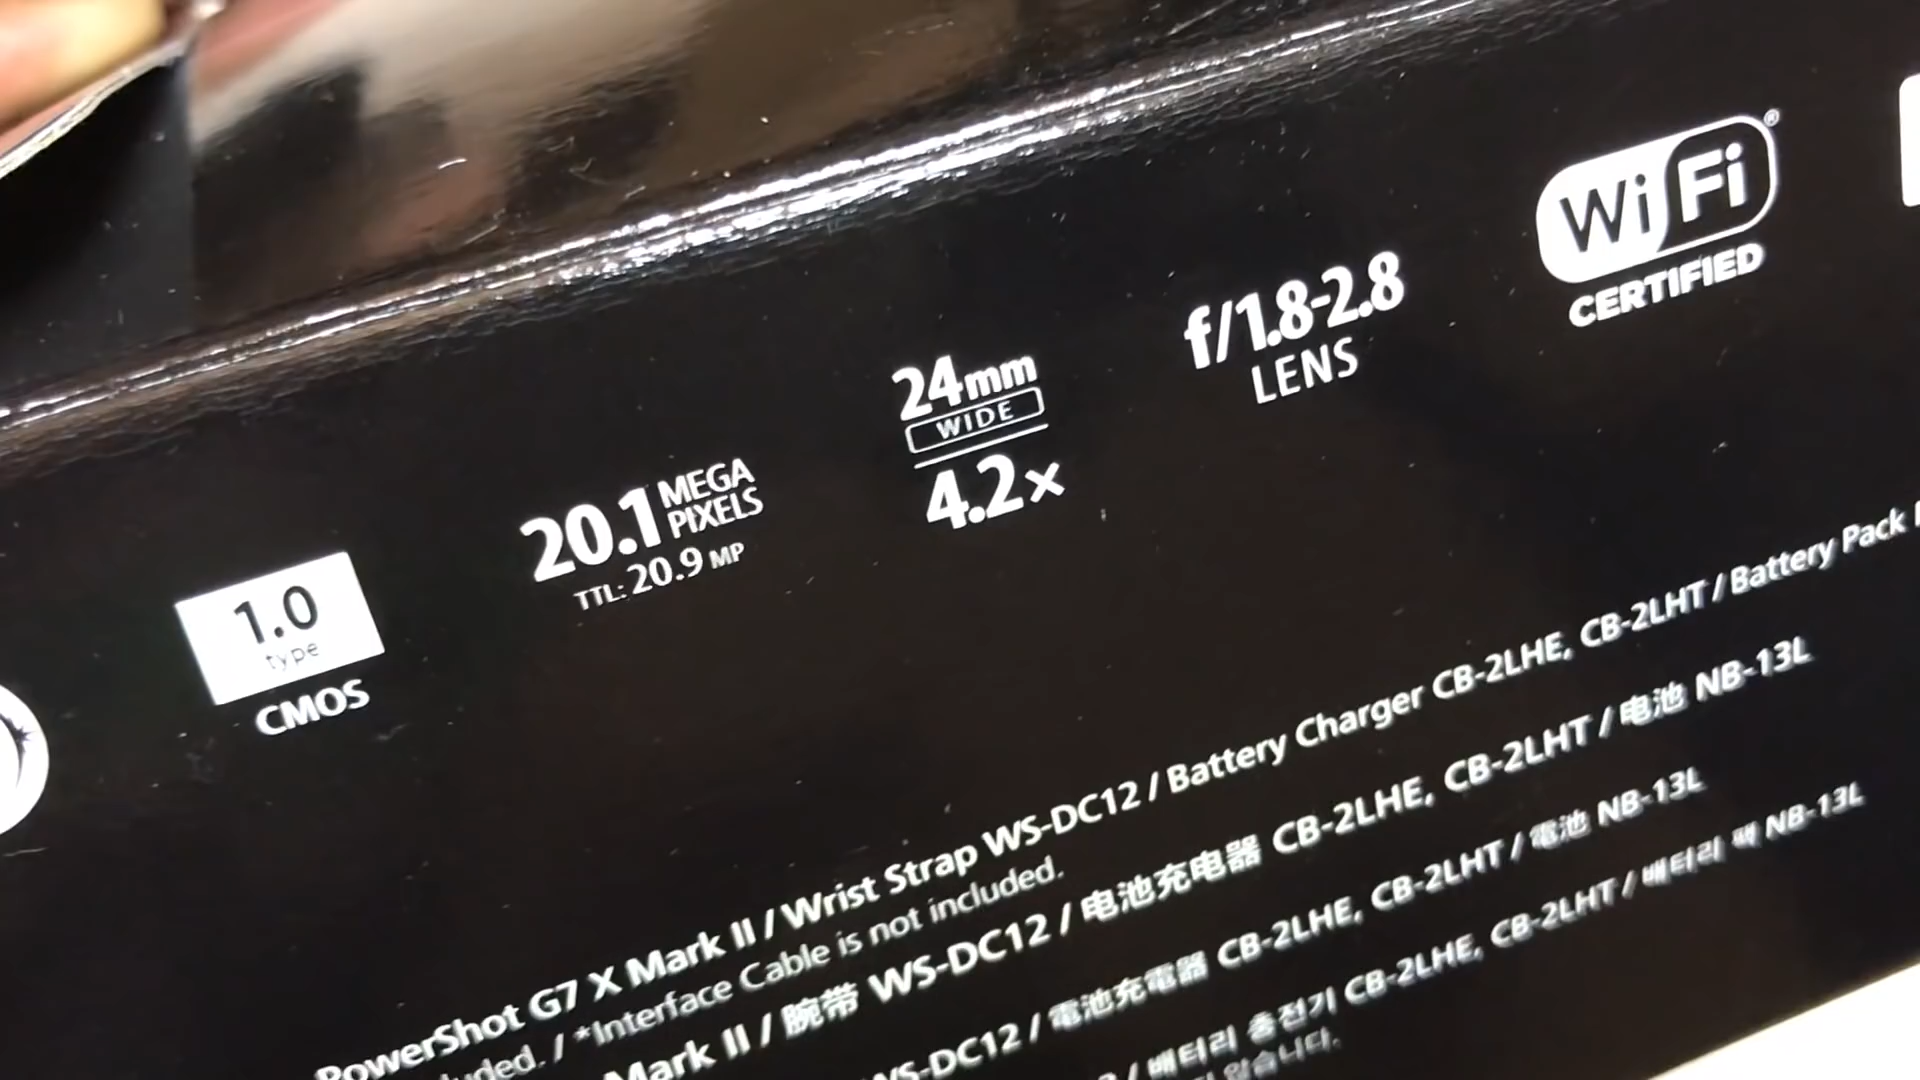 1.0
type
CMOS
20.1 MEGA PIXELS
TTL: 20.9 MP
24mm
WIDE
4.2x
f/1.8-2.8
LENS
Wi Fi ®
CERTIFIED
PowerShot G7 X Mark II / Wrist Strap WS-DC12 / Battery Charger CB-2LHE, CB-2LHT / Battery Pack
/ *Interface Cable is not included.
Mark II / 腕带 WS-DC12 / 电池充电器 CB-2LHE, CB-2LHT / 电池 NB-13L
WS-DC12 / 電池充電器 CB-2LHE, CB-2LHT / 電池 NB-13L
/ 배터리 충전기 CB-2LHE, CB-2LHT / 배터리 팩 NB-13L
않습니다.